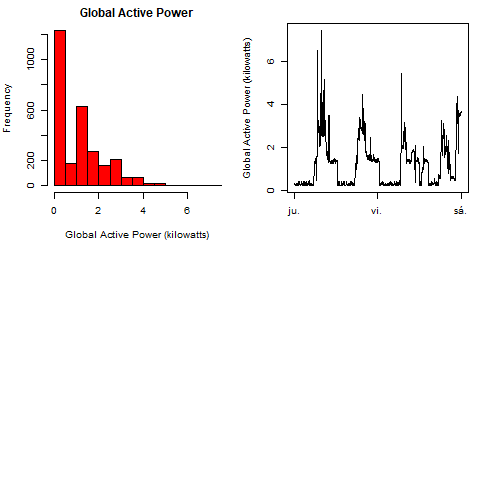 Global Active Power
Frequency
0 200 600 1000
0 2 4 6
Global Active Power (kilowatts)
Global Active Power (kilowatts)
0 2 4 6
ju. vi. sá.